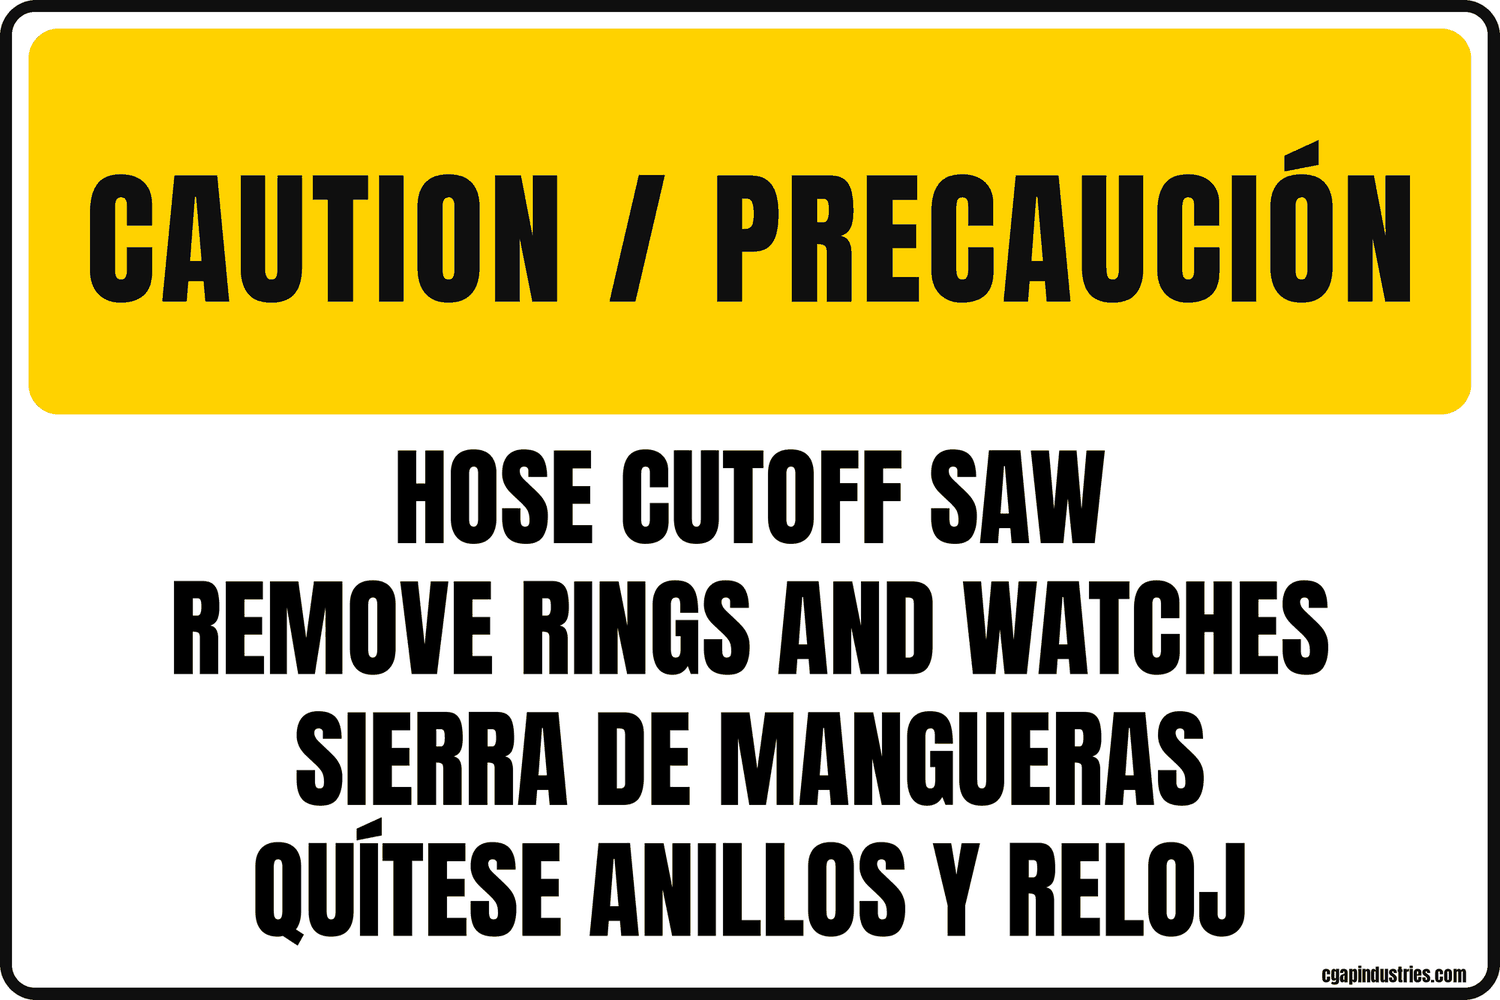 CAUTION / PRECAUCIÓN
HOSE CUTOFF SAW
REMOVE RINGS AND WATCHES
SIERRA DE MANGUERAS
QUÍTESE ANILLOS Y RELOJ
cgapindustries.com